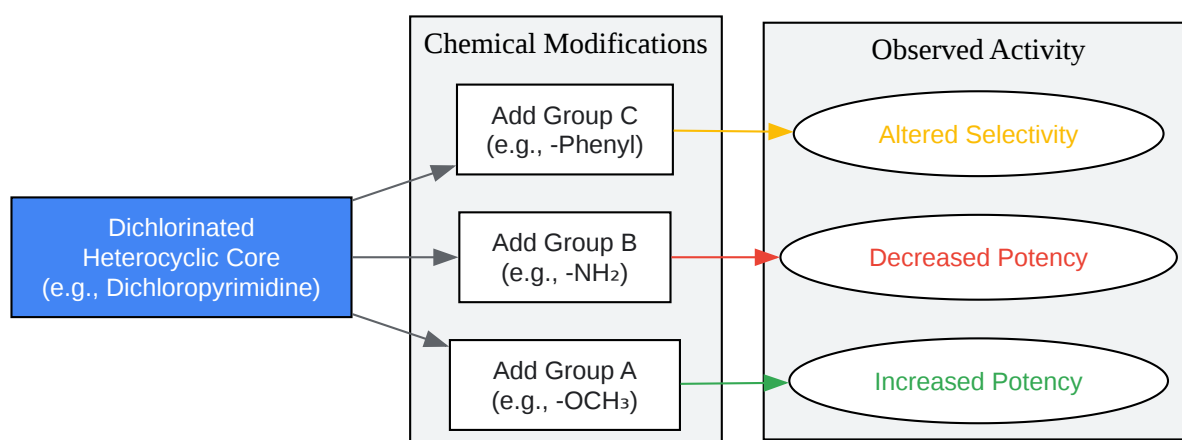 Chemical Modifications
Observed Activity
Add Group C
(e.g., -Phenyl)
Altered Selectivity
Dichlorinated
Heterocyclic Core
(e.g., Dichloropyrimidine)
Add Group B
(e.g., -NH₂)
Decreased Potency
Add Group A
(e.g., -OCH₃)
Increased Potency